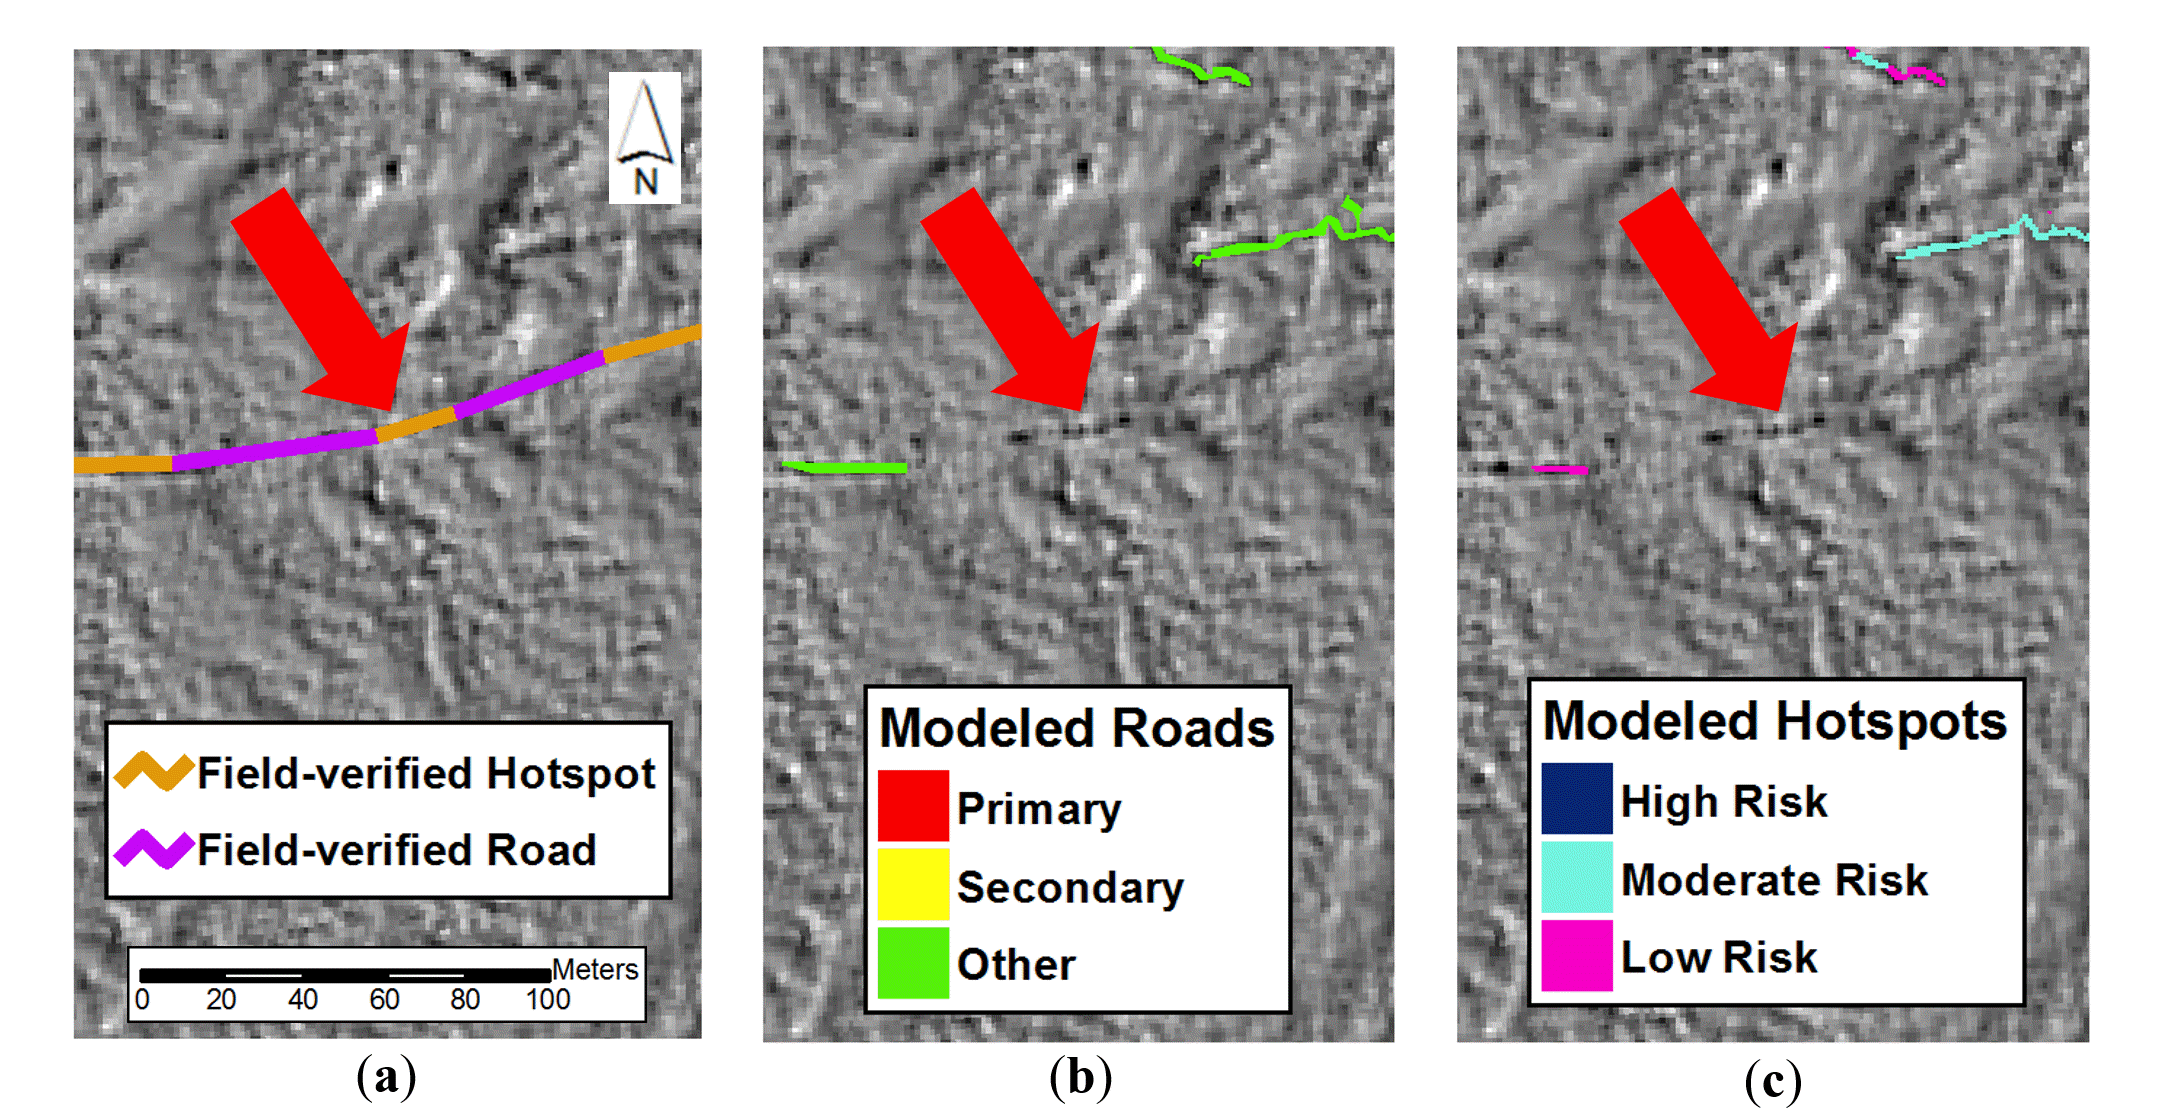 N
Field-verified Hotspot
Field-verified Road
Meters
0 20 40 60 80 100
(a)
Modeled Roads
Primary
Secondary
Other
(b)
Modeled Hotspots
High Risk
Moderate Risk
Low Risk
(c)